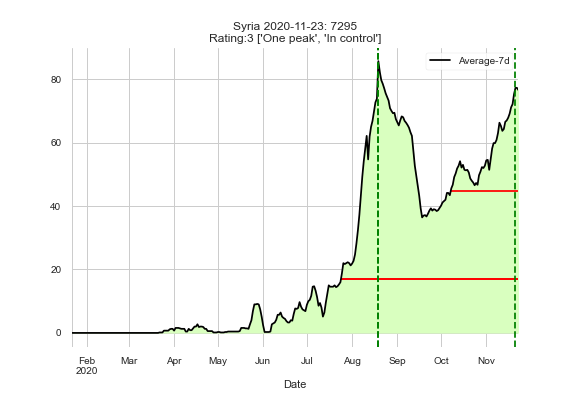 Syria 2020-11-23: 7295
Rating:3 ['One peak', 'In control']
Average-7d
80
60
40
20
0
Feb Mar Apr May Jun Jul Aug Sep Oct Nov
2020
Date